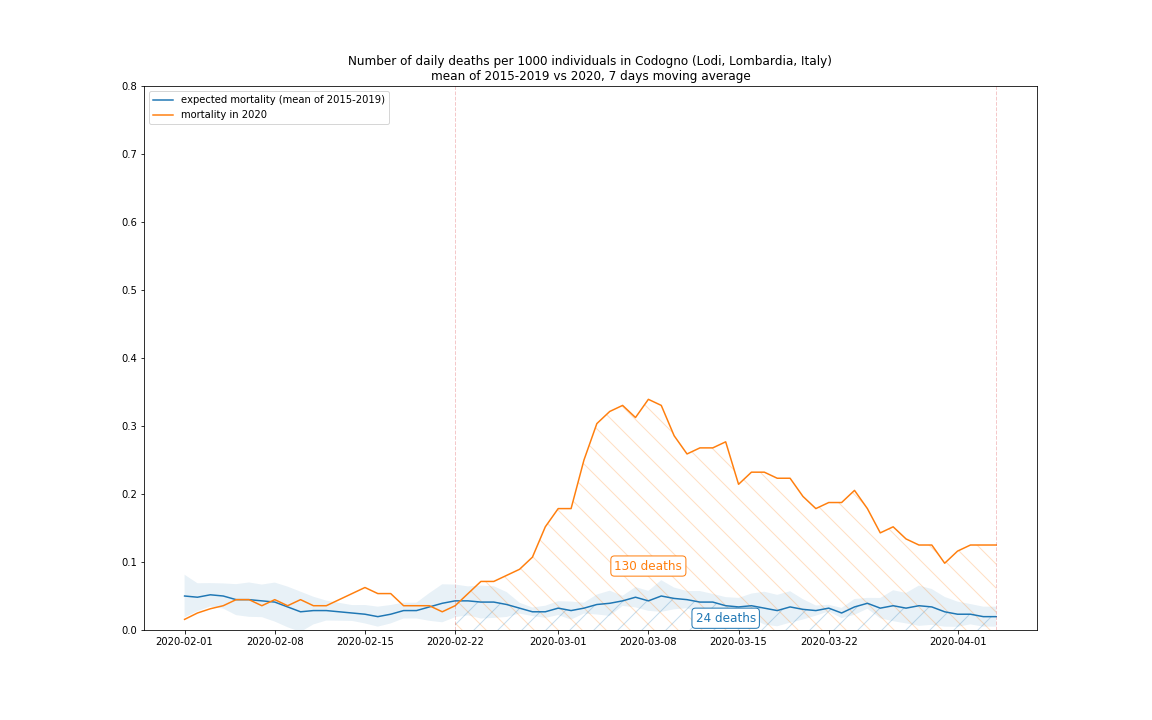 Number of daily deaths per 1000 individuals in Codogno (Lodi, Lombardia, Italy)
mean of 2015-2019 vs 2020, 7 days moving average
0.8
expected mortality (mean of 2015-2019)
mortality in 2020
0.7
0.6
0.5
0.4
0.3
0.2
0.1
130 deaths
24 deaths
0.0
2020-02-01 2020-02-08 2020-02-15 2020-02-22 2020-03-01 2020-03-08 2020-03-15 2020-03-22 2020-04-01